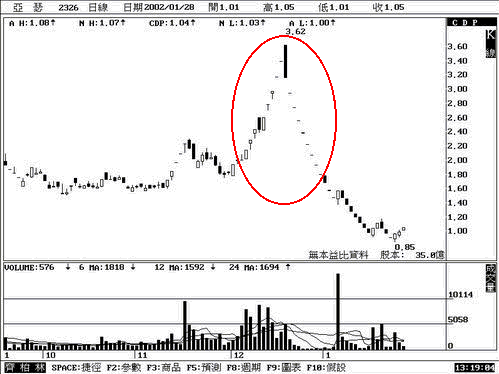 亞瑟 2326 日線 日期:2002/01/28 開1.01 高1.05 低1.01 收1.05
A H:1.08↑ N H:1.07↑ CDP:1.04↑ N L:1.03↑ A L:1.00↑
CDP
K線
3.62
3.60
3.40
3.20
3.00
2.80
2.60
2.40
2.20
2.00
1.80
1.60
1.40
1.20
1.00
0.85
無本益比資料 股本: 35.0億
VOLUME:576 ↓ 6 MA:1818 ↓ 12 MA:1592 ↓ 24 MA:1694 ↑
成交量
10114
5058
0
1 10 11 12 1
齊柏林 SPACE:捷徑 F2:參數 F3:商品 F5:預測 F8:週期 F9:圖表 F10:假設 13:19:04